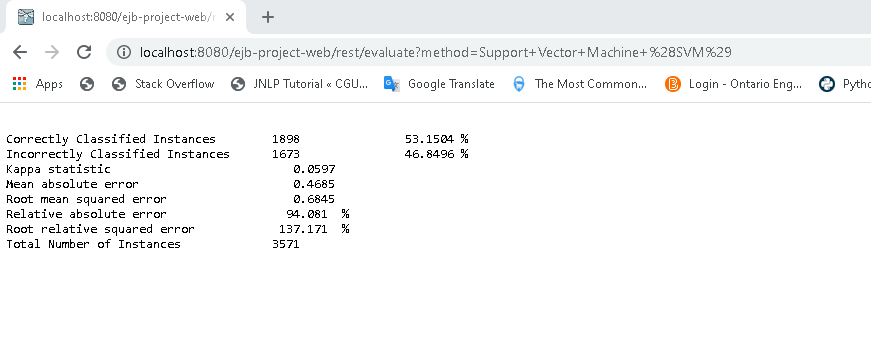 localhost:8080/ejb-project-web/r
localhost:8080/ejb-project-web/rest/evaluate?method=Support+Vector+Machine+%28SVM%29
Apps Stack Overflow JNLP Tutorial « CGU... Google Translate The Most Common... Login - Ontario Eng... Pytho
Correctly Classified Instances 1898 53.1504 %
Incorrectly Classified Instances 1673 46.8496 %
Kappa statistic 0.0597
Mean absolute error 0.4685
Root mean squared error 0.6845
Relative absolute error 94.081 %
Root relative squared error 137.171 %
Total Number of Instances 3571